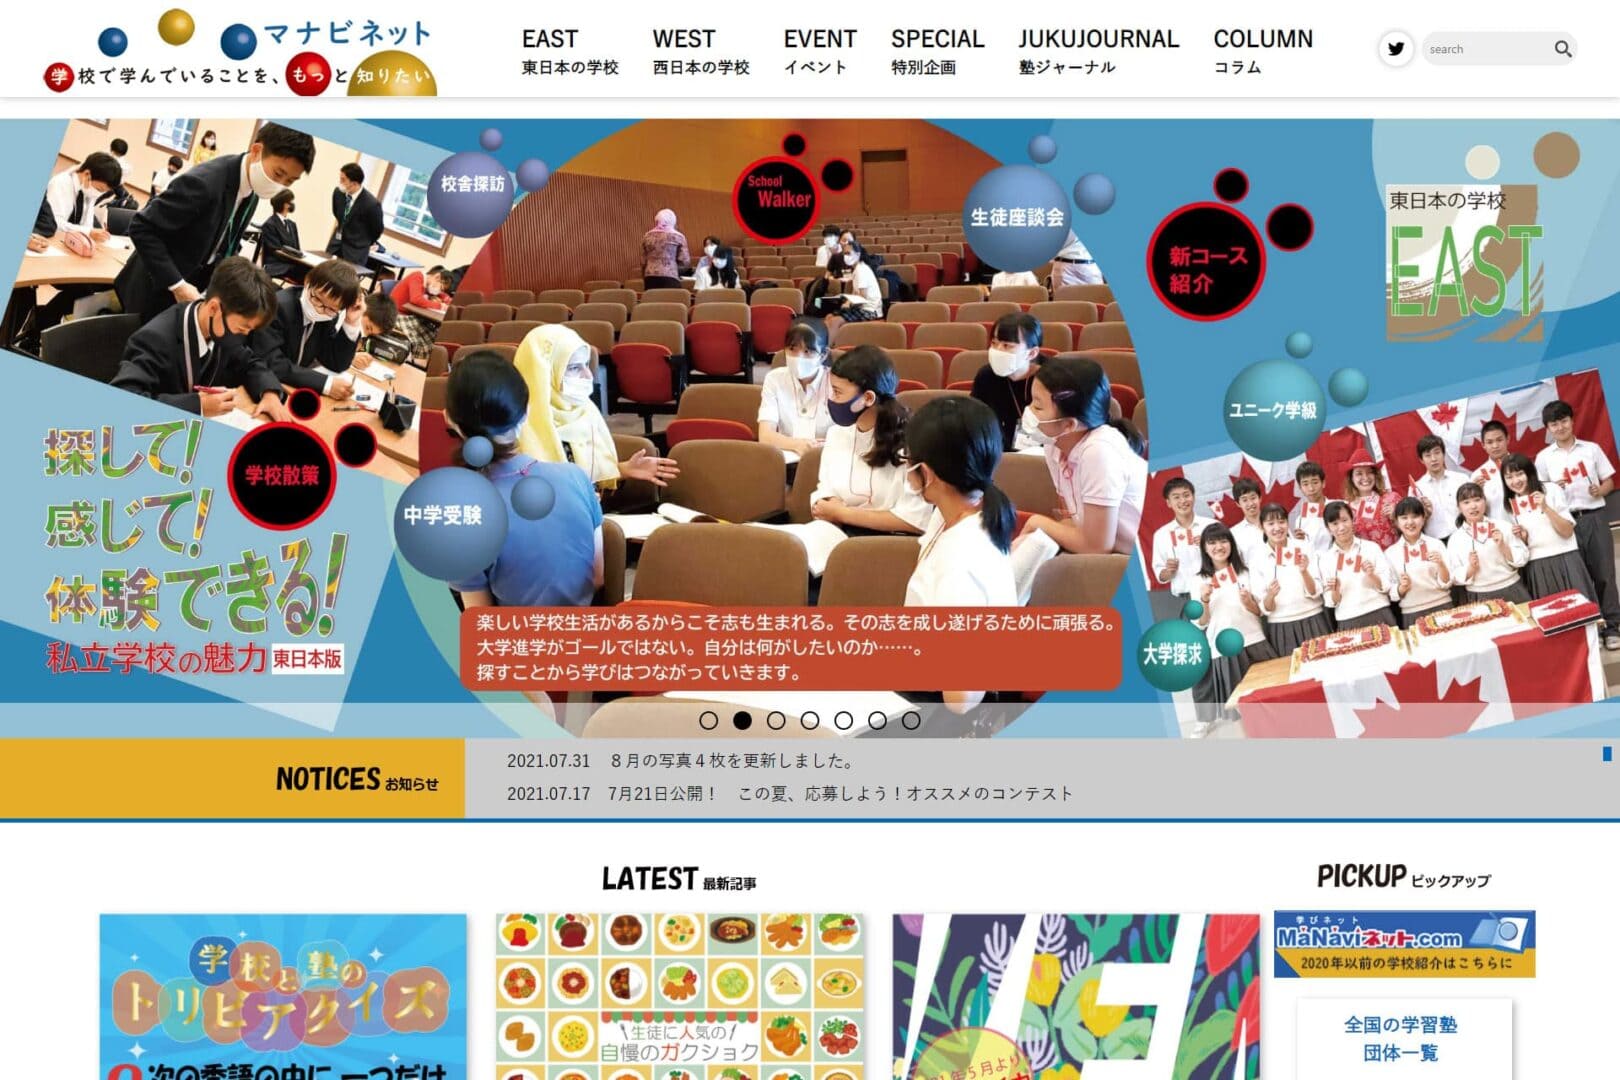 マナビネット
学校で学んでいることを、もっと知りたい
EAST
東日本の学校
WEST
西日本の学校
EVENT
イベント
SPECIAL
特別企画
JUKUJOURNAL
塾ジャーナル
COLUMN
コラム
search
校舎探訪
School
Walker
生徒座談会
新コース
紹介
東日本の学校
EAST
ユニーク学級
学校散策
中学受験
大学探求
探して!
感じて!
体験できる!
私立学校の魅力 東日本版
楽しい学校生活があるからこそ志も生まれる。その志を成し遂げるために頑張る。
大学進学がゴールではない。自分は何がしたいのか……。
探すことから学びはつながっていきます。
NOTICES お知らせ
2021.07.31 8月の写真4枚を更新しました。
2021.07.17 7月21日公開! この夏、応募しよう!オススメのコンテスト
LATEST 最新記事
PICKUP ピックアップ
学校と塾の
トリビアクイズ
次の季語の中に、一つだけ
生徒に人気の
自慢のガクショク
年5月より
学びネット
MaNaviネット.com
2020年以前の学校紹介はこちらに
全国の学習塾
団体一覧